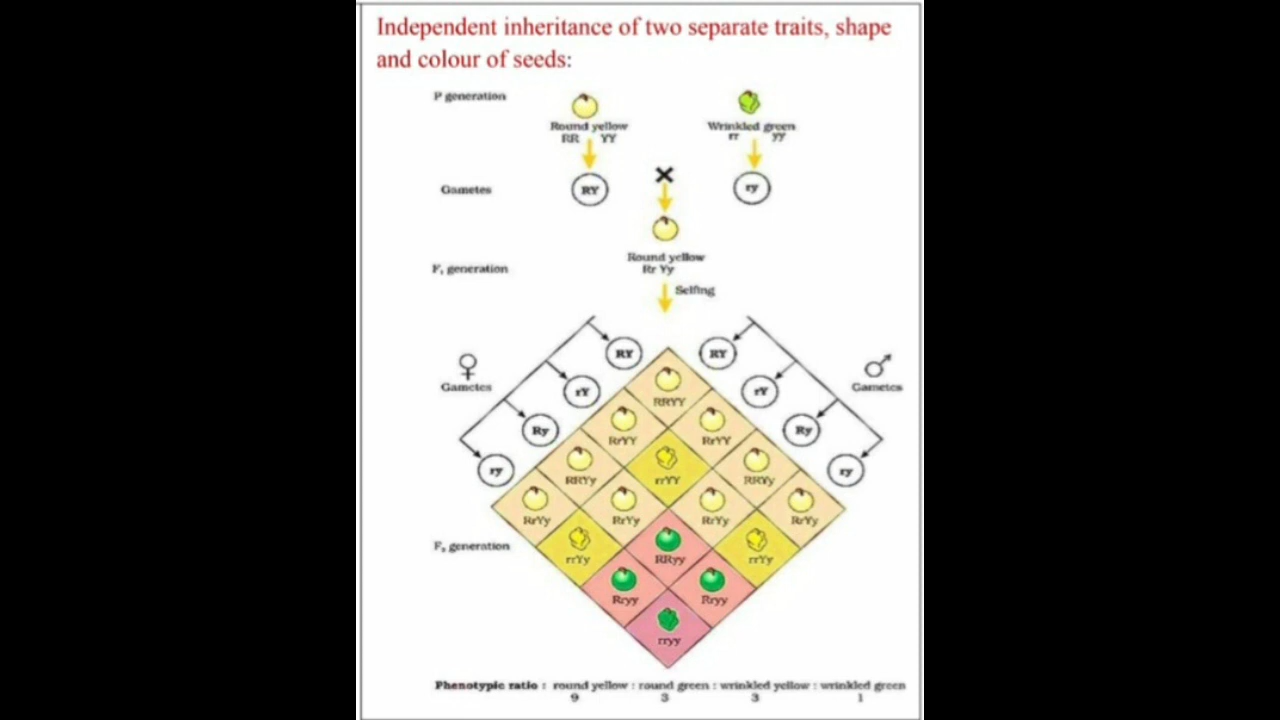 Independent inheritance of two separate traits, shape
and colour of seeds:
P generation
Round yellow
RR YY
Wrinkled green
rr yy
Gametes
RY
ry
Round yellow
Rr Yy
F₁ generation
Selfing
RY RY
♀ ♂
Gametes Gametes
rY rY
Ry Ry
ry ry
RRYY
RrYY RrYY
RRYy rrYY RRYy
RrYy RrYy RrYy RrYy
F₂ generation
rrYy RRyy rrYy
Rryy Rryy
rryy
Phenotypic ratio : round yellow : round green : wrinkled yellow : wrinkled green
9 3 3 1